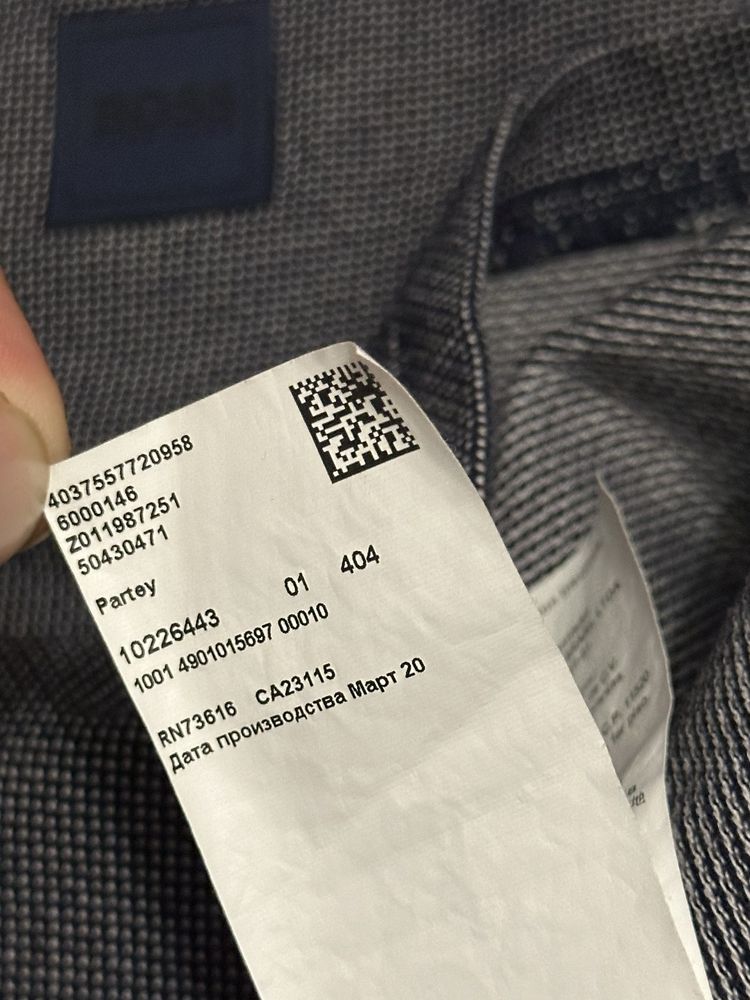 4037557720958
6000146
Z011987251
50430471
Partey
10226443 01 404
1001 4901015697 00010
RN73616 CA23115
Дата производства Март 20